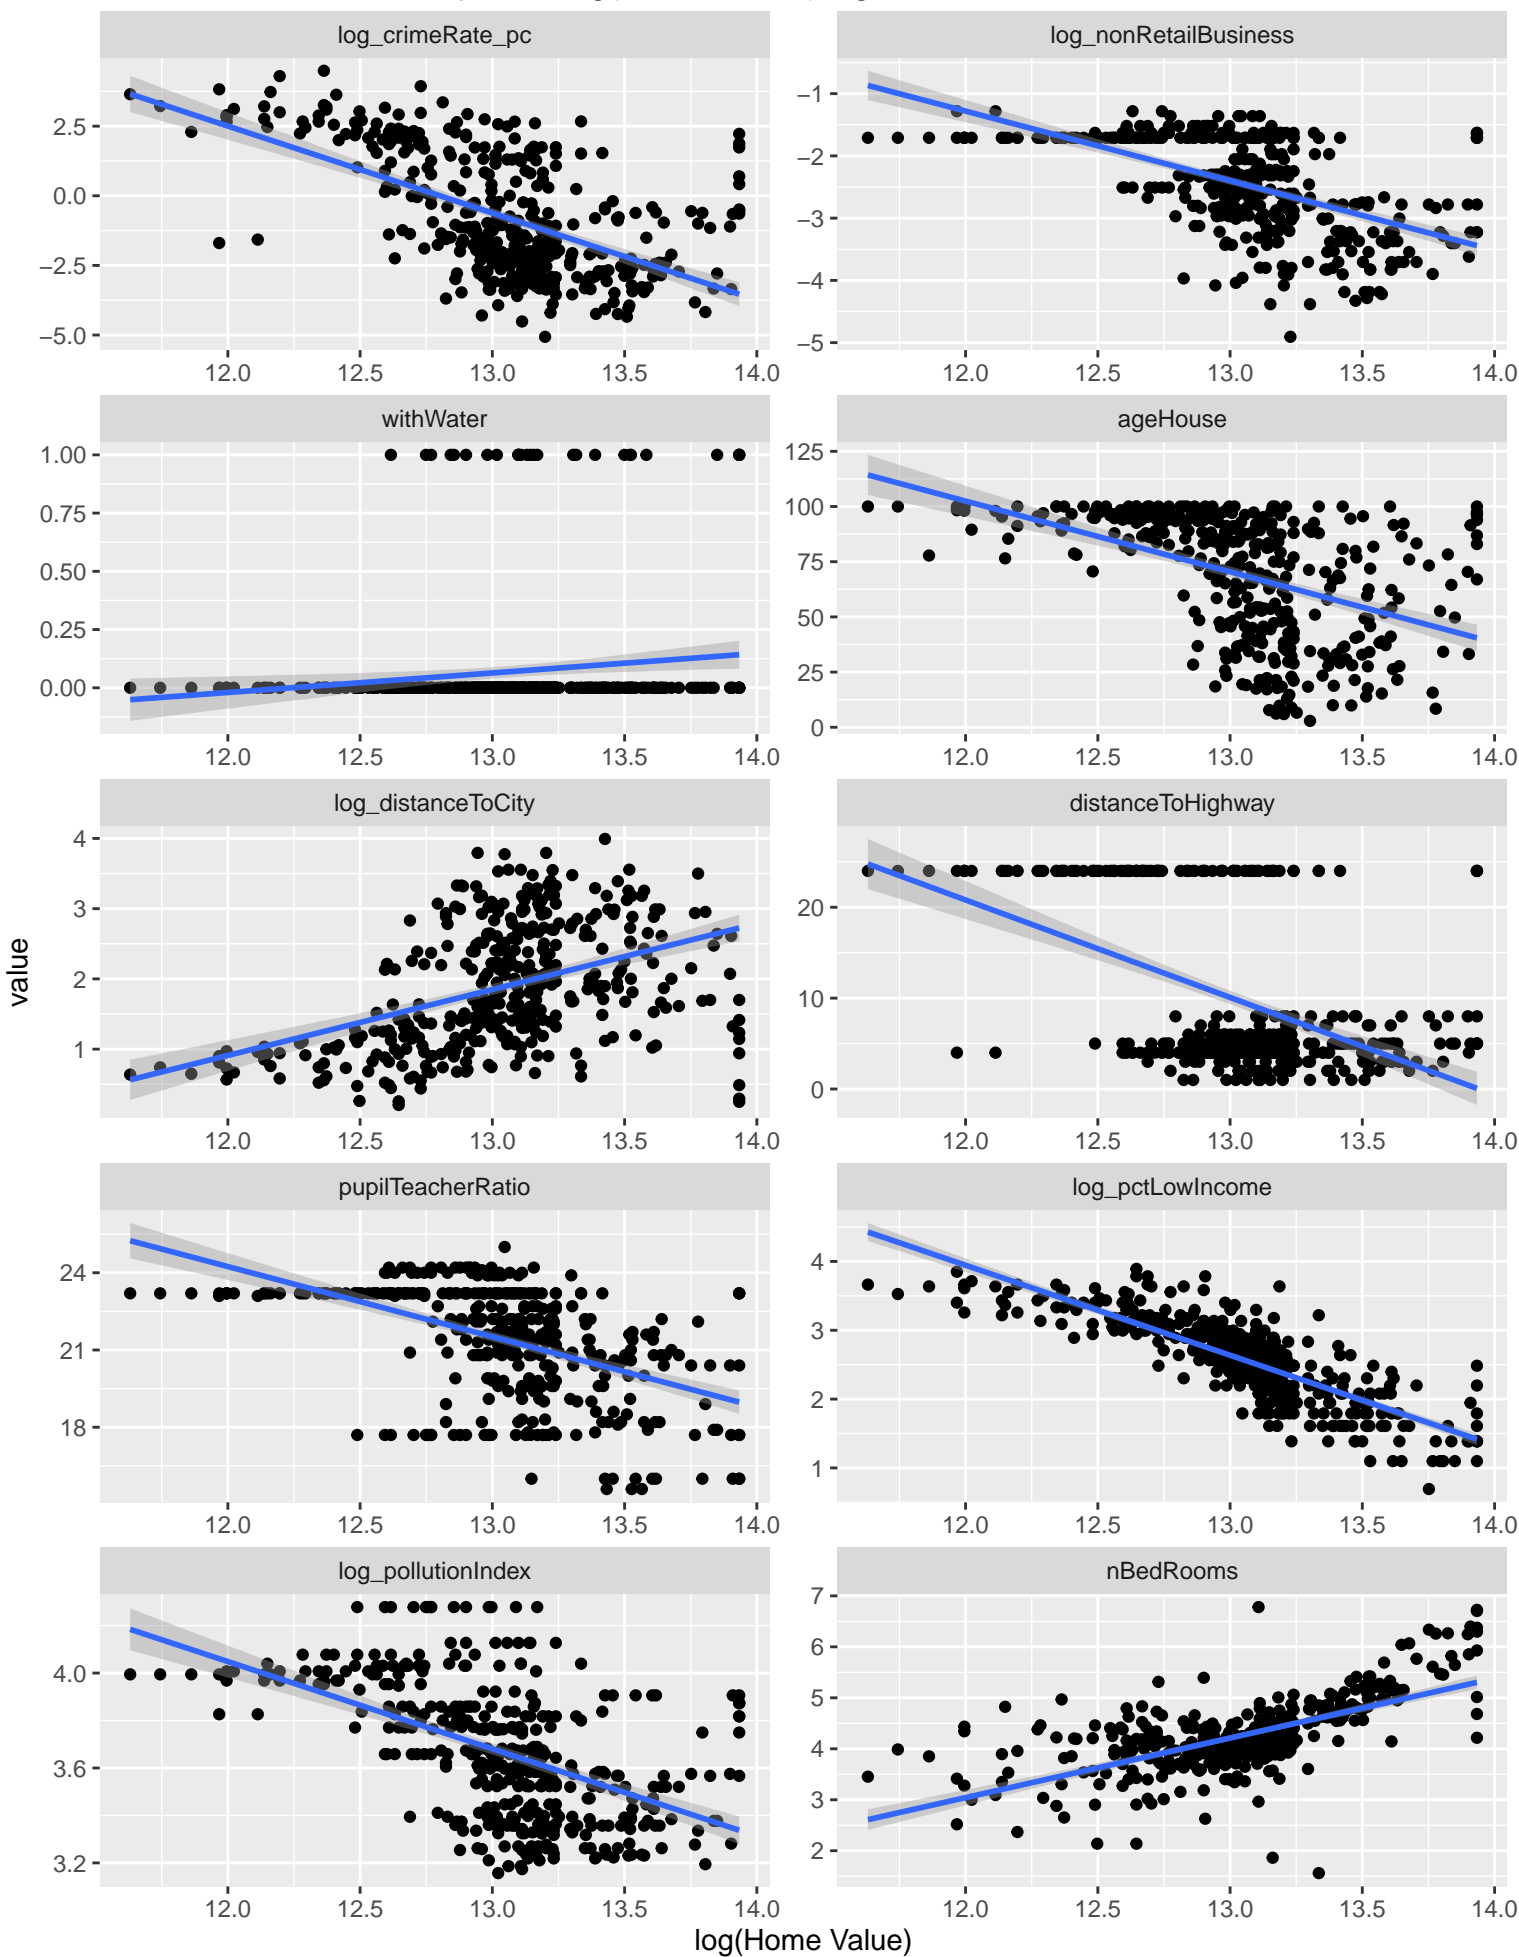 log_crimeRate_pc
log_nonRetailBusiness
2.5
0.0
−2.5
−5.0
−1
−2
−3
−4
−5
12.0 12.5 13.0 13.5 14.0
12.0 12.5 13.0 13.5 14.0
withWater
ageHouse
1.00
0.75
0.50
0.25
0.00
125
100
75
50
25
0
12.0 12.5 13.0 13.5 14.0
12.0 12.5 13.0 13.5 14.0
log_distanceToCity
distanceToHighway
4
3
2
1
20
10
0
12.0 12.5 13.0 13.5 14.0
12.0 12.5 13.0 13.5 14.0
value
pupilTeacherRatio
log_pctLowIncome
24
21
18
4
3
2
1
12.0 12.5 13.0 13.5 14.0
12.0 12.5 13.0 13.5 14.0
log_pollutionIndex
nBedRooms
4.0
3.6
3.2
7
6
5
4
3
2
12.0 12.5 13.0 13.5 14.0
12.0 12.5 13.0 13.5 14.0
log(Home Value)